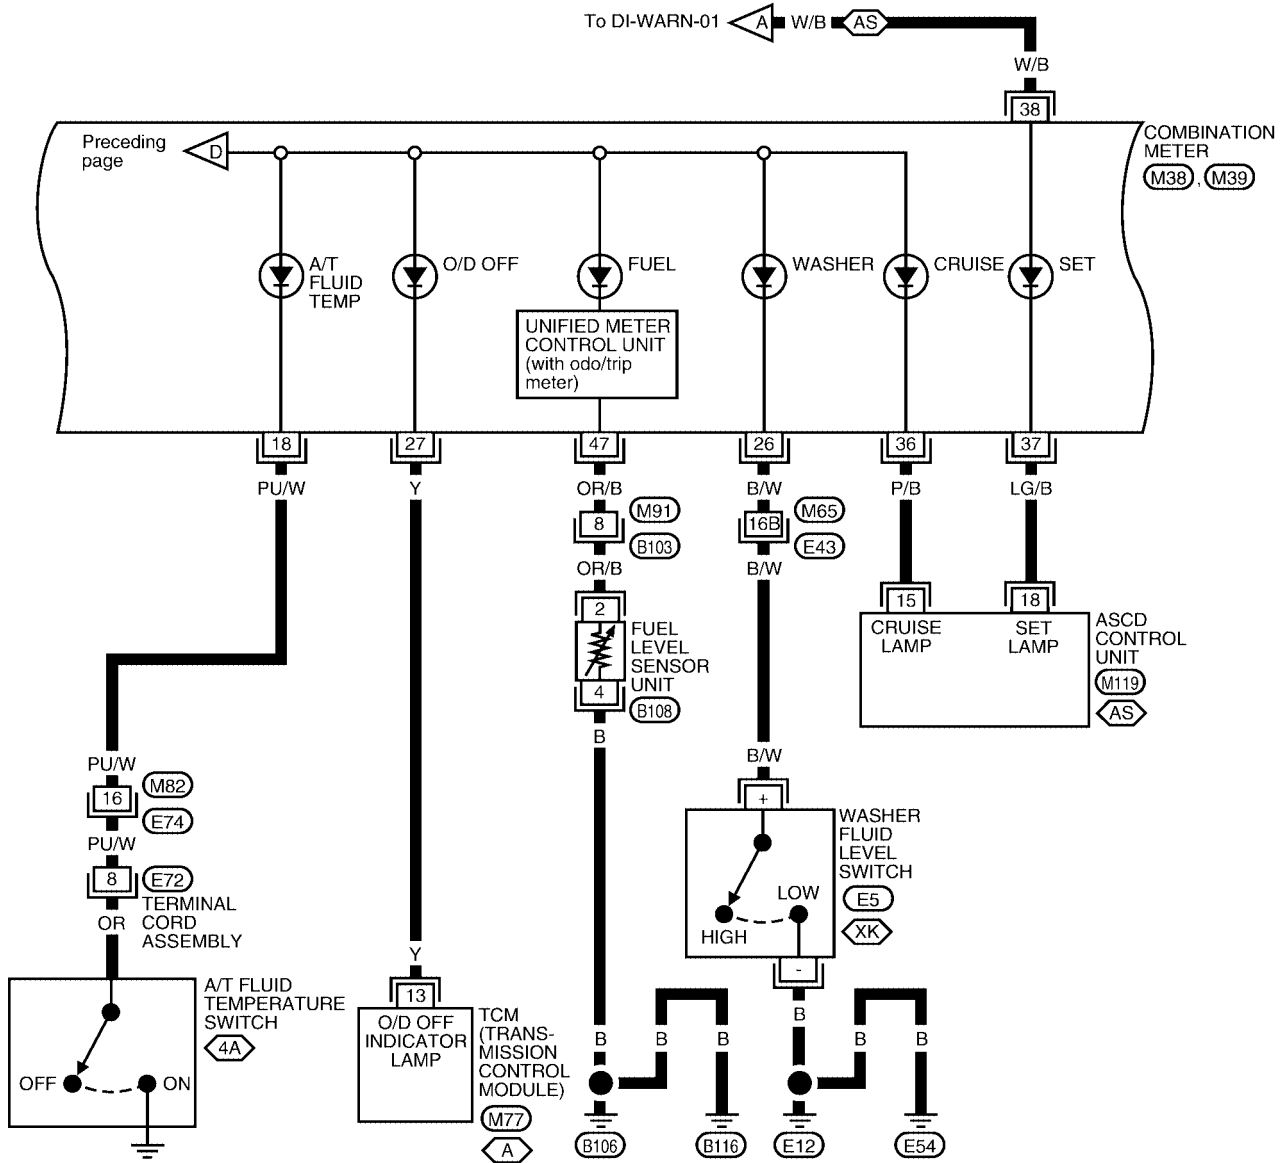 To DI-WARN-01
A
W/B
AS
W/B
38
Preceding
page
D
COMBINATION
METER
M38 , M39
A/T
FLUID
TEMP
O/D OFF
FUEL
WASHER
CRUISE
SET
UNIFIED METER
CONTROL UNIT
(with odo/trip
meter)
18
27
47
26
36
37
PU/W
Y
OR/B
B/W
P/B
LG/B
8
M91
B103
16B
M65
E43
OR/B
B/W
2
FUEL
LEVEL
SENSOR
UNIT
4
B108
B
15
18
CRUISE
LAMP
SET
LAMP
ASCD
CONTROL
UNIT
M119
AS
PU/W
16
M82
E74
PU/W
8
E72
TERMINAL
CORD
ASSEMBLY
OR
B/W
+
WASHER
FLUID
LEVEL
SWITCH
E5
XK
LOW
HIGH
-
A/T FLUID
TEMPERATURE
SWITCH
4A
OFF
ON
Y
13
O/D OFF
INDICATOR
LAMP
TCM
(TRANS-
MISSION
CONTROL
MODULE)
M77
A
B
B
B
B
B
B
B106
B116
E12
E54